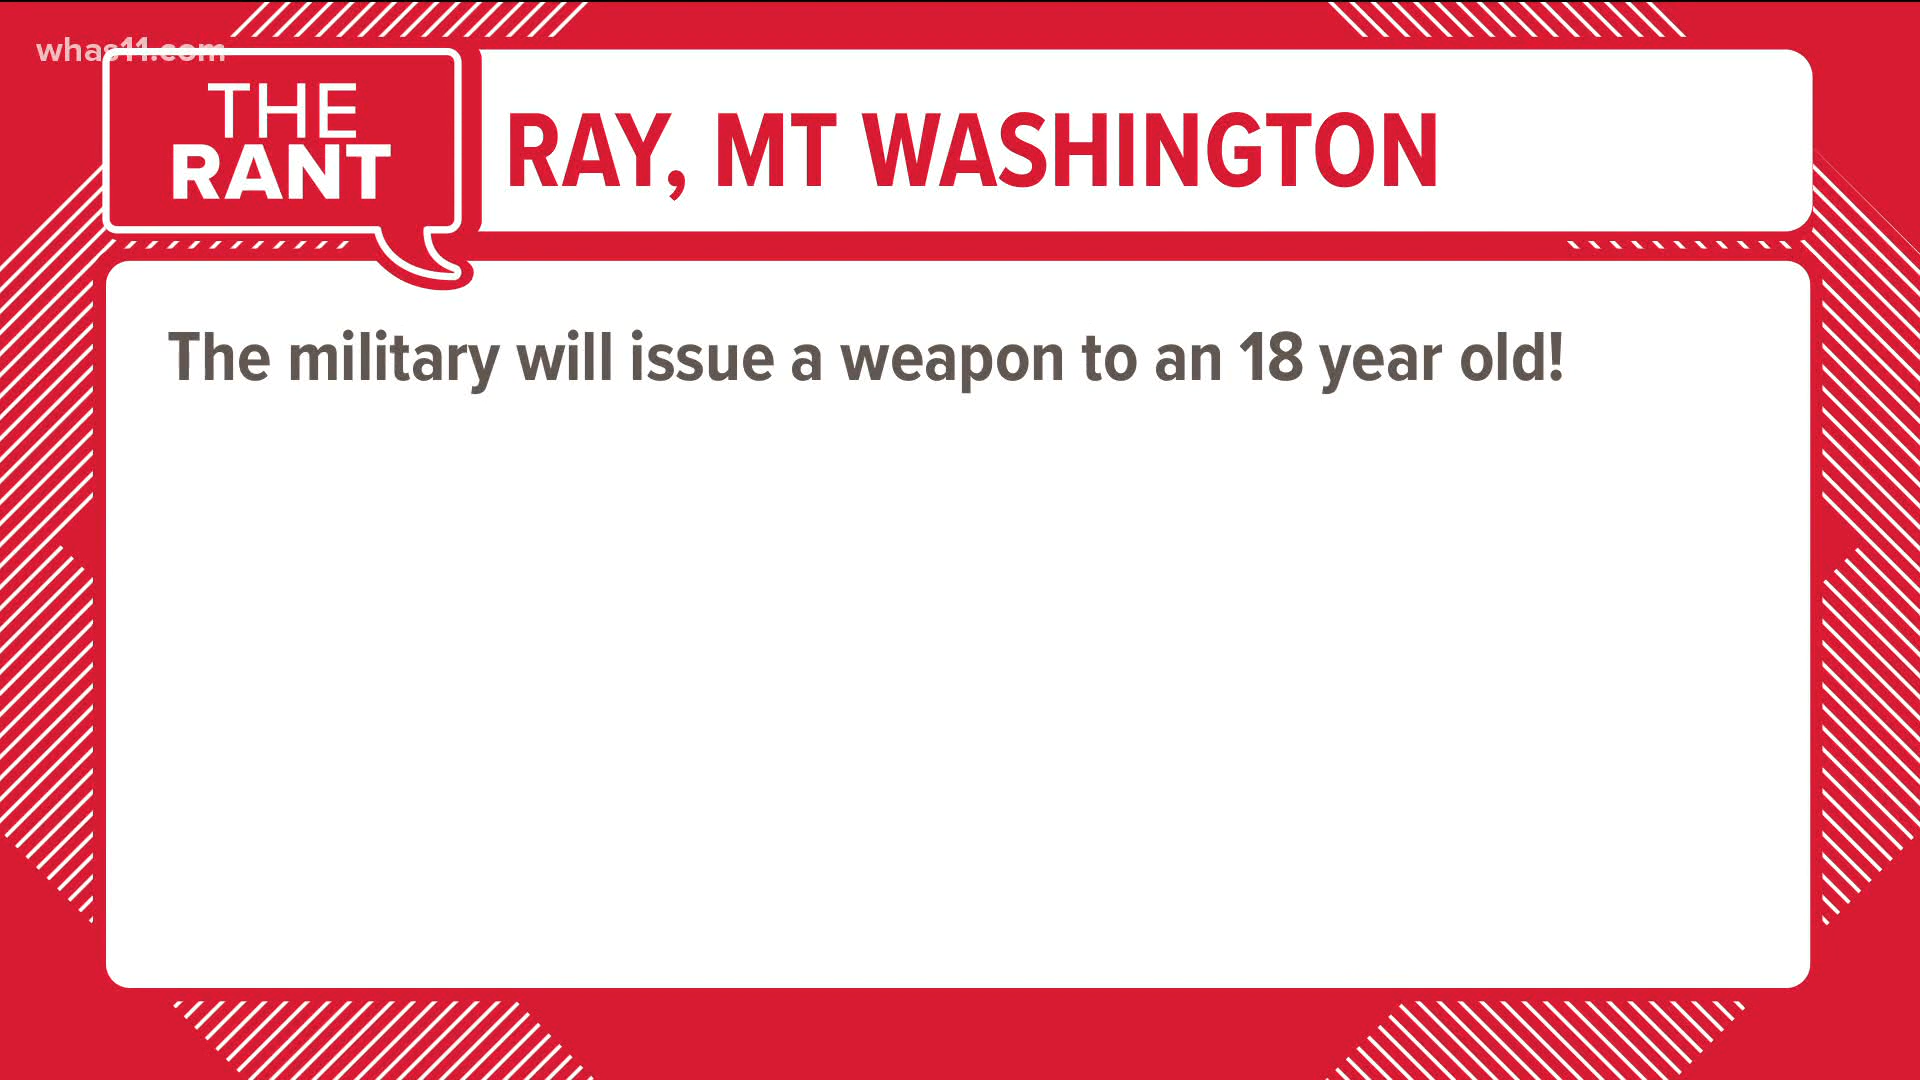 whas11.com
THE
RANT
RAY, MT WASHINGTON
The military will issue a weapon to an 18 year old!